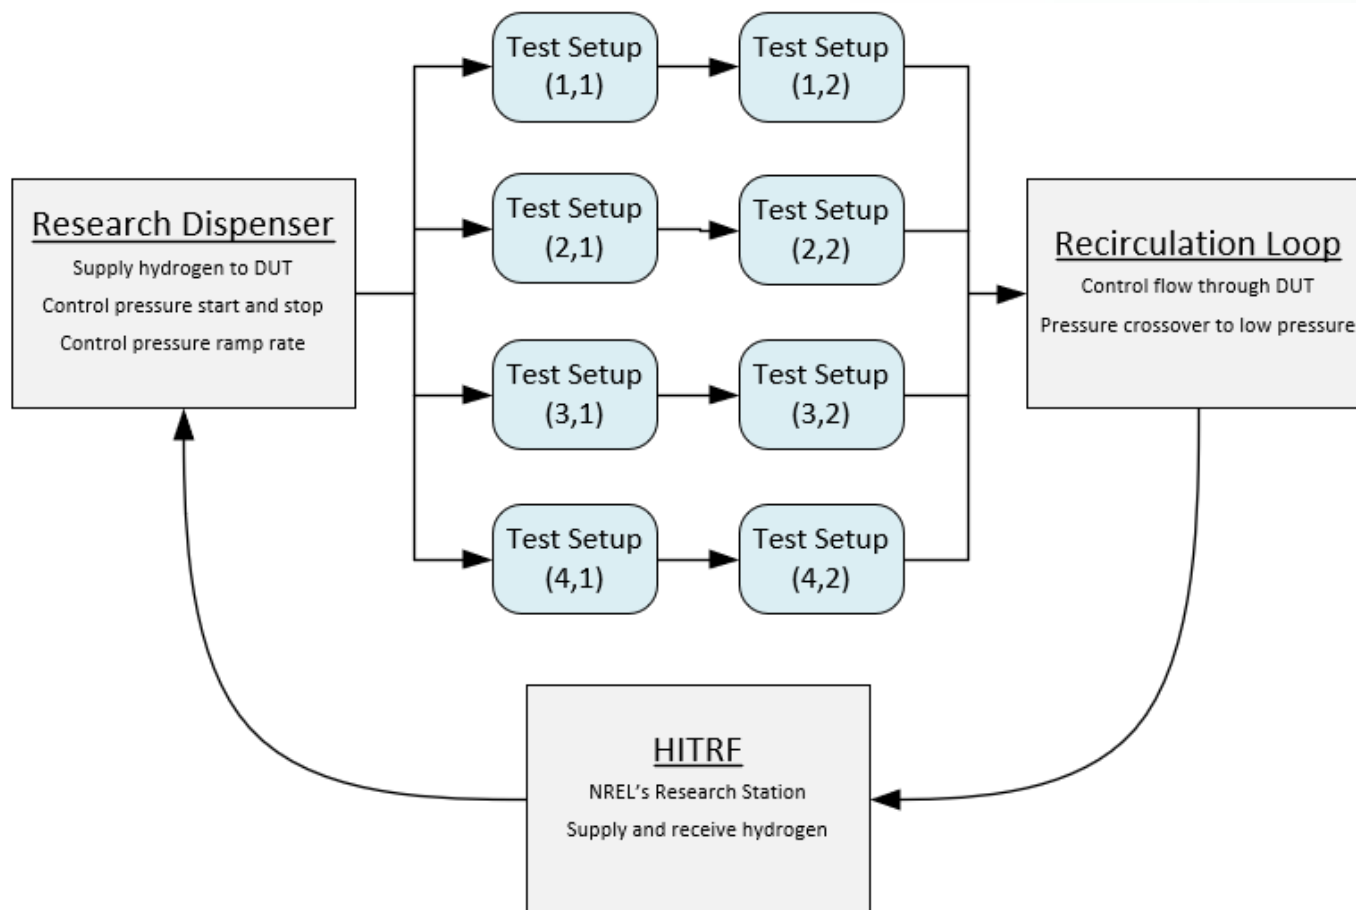 Test Setup
(1,1)
Test Setup
(1,2)
Research Dispenser
Supply hydrogen to DUT
Control pressure start and stop
Control pressure ramp rate
Test Setup
(2,1)
Test Setup
(2,2)
Recirculation Loop
Control flow through DUT
Pressure crossover to low pressure
Test Setup
(3,1)
Test Setup
(3,2)
Test Setup
(4,1)
Test Setup
(4,2)
HITRF
NREL's Research Station
Supply and receive hydrogen